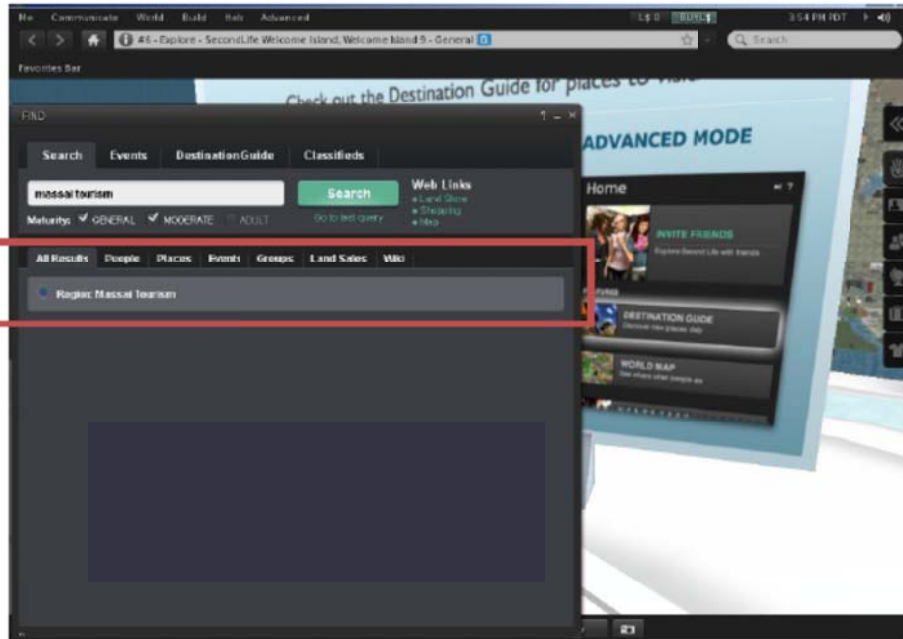 Me Communicate World Build Help Advanced L$ 0 BUY L$ 3:54 PM PDT
#6 - Explore - SecondLife Welcome Island, Welcome Island 9 - General
Search
Favorites Bar
Check out the Destination Guide for places to
ADVANCED MODE
FIND
Search Events Destination Guide Classifieds
massai tourism
Search
Web Links
Land Store
Shopping
Map
Maturity: GENERAL MODERATE ADULT
Go to last query
All Results People Places Events Groups Land Sales Wiki
Region: Massai Tourism
Home
INVITE FRIENDS
Explore Second Life with friends
DESTINATION GUIDE
Discover new places daily
WORLD MAP
See where other people are